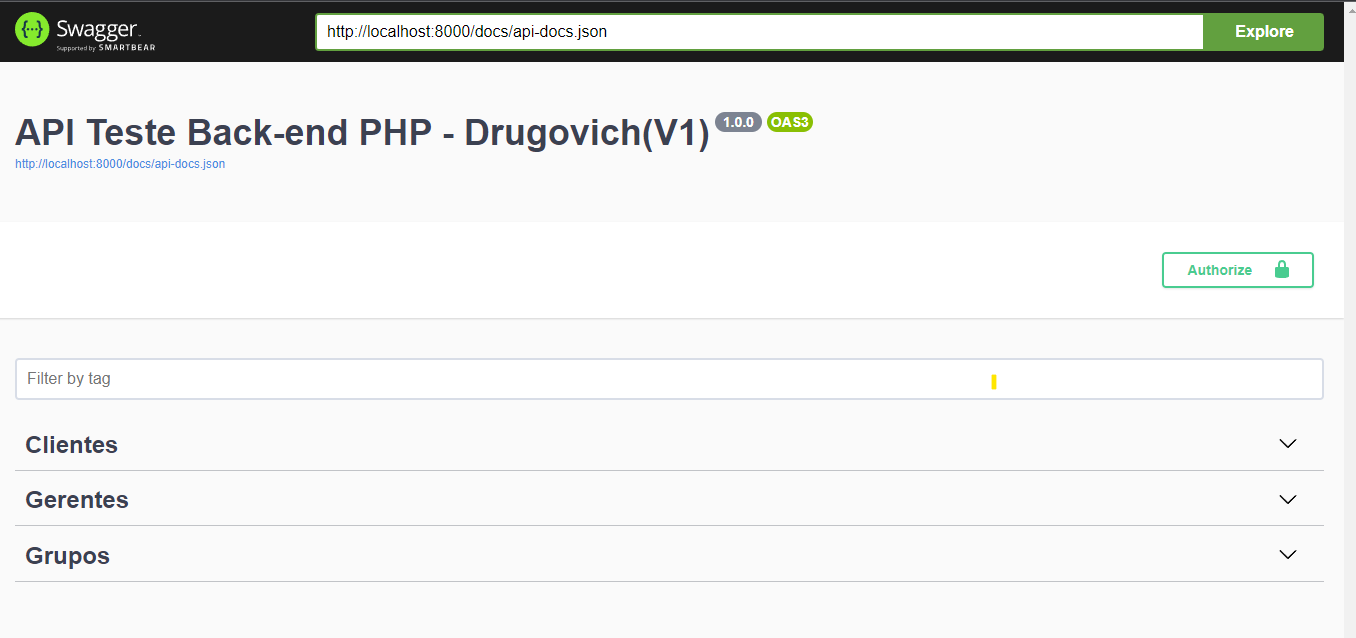 Swagger™
Supported by SMARTBEAR
http://localhost:8000/docs/api-docs.json
Explore
API Teste Back-end PHP - Drugovich(V1) 1.0.0 OAS3
http://localhost:8000/docs/api-docs.json
Authorize
Filter by tag
Clientes
Gerentes
Grupos